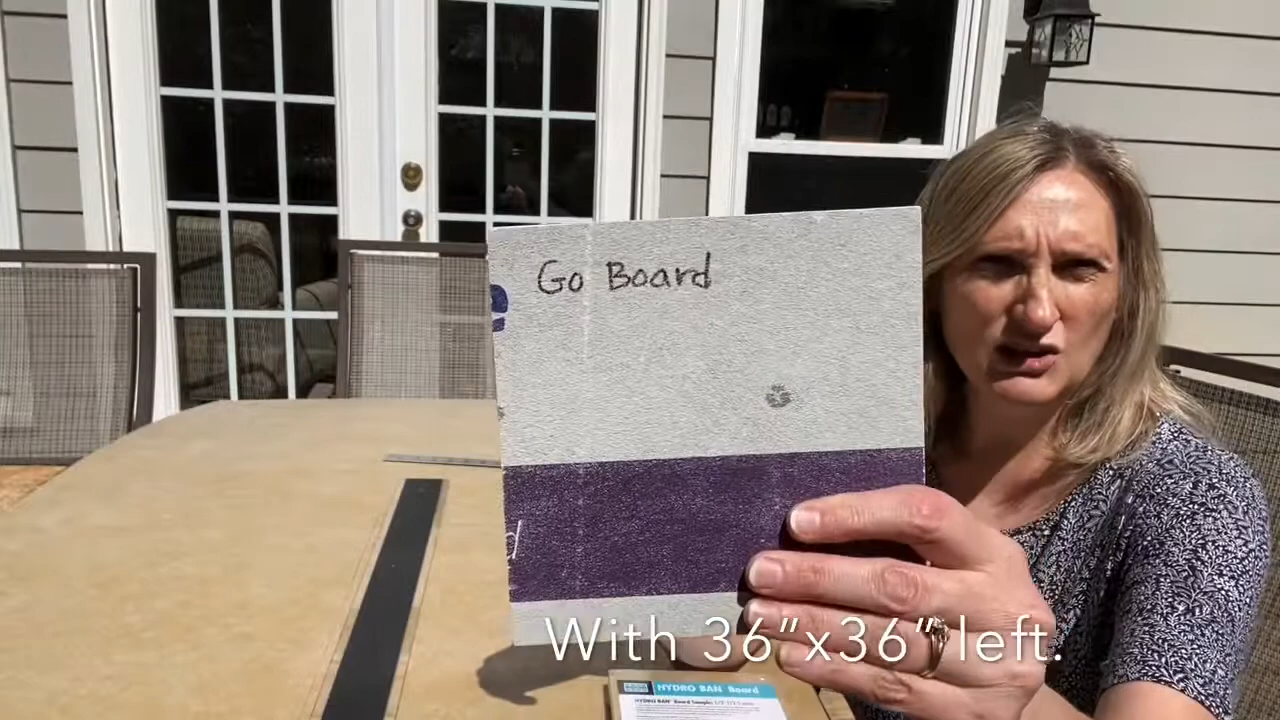 Go Board
With 36”x36” left.
HYDRO BAN® Board